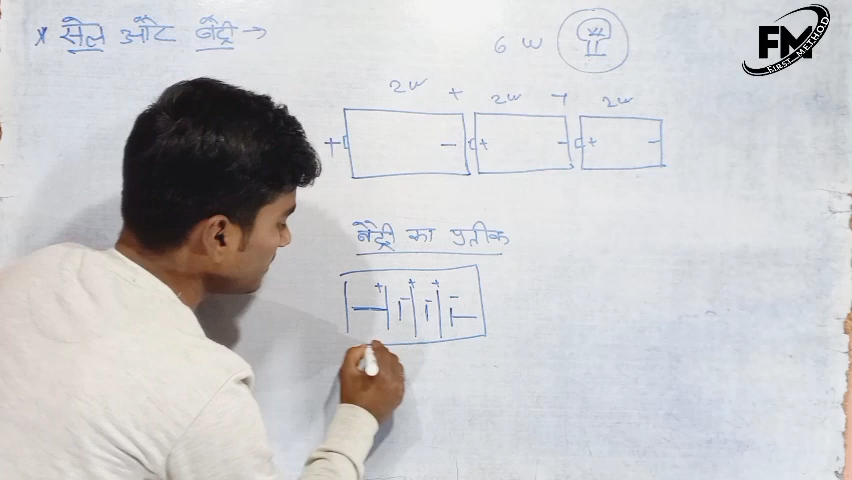 * सेल और बैट्री →
6 W
FM
FIRST METHOD
2W + 2W + 2W
+ - + - + -
बैट्री का प्रतीक
+ - + - + -